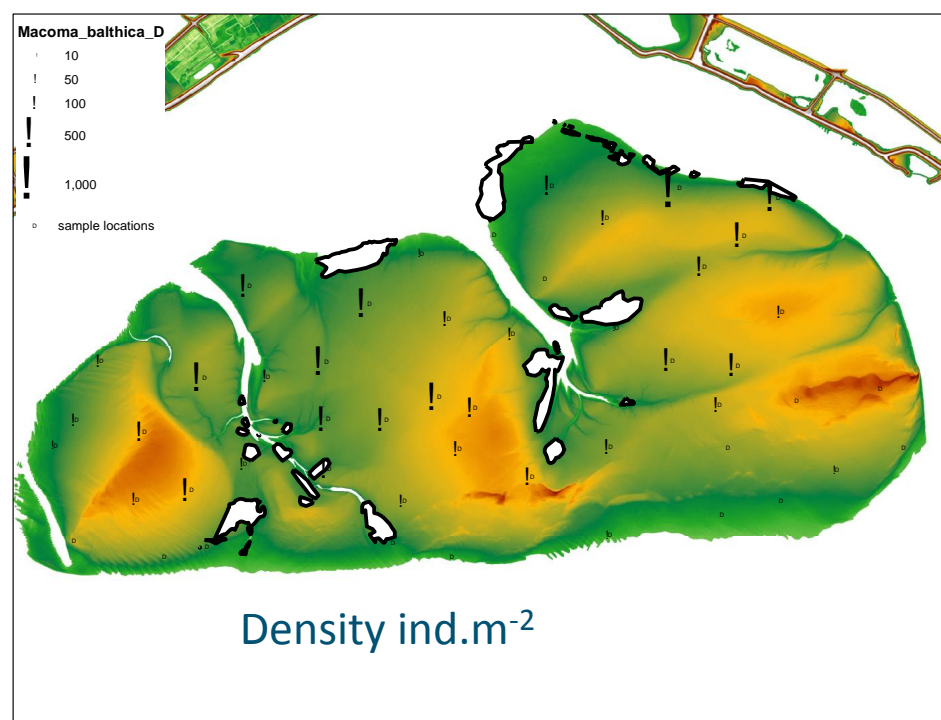 Macoma_balthica_D
! 10
! 50
! 100
! 500
! 1,000
D sample locations
Density ind.m-2